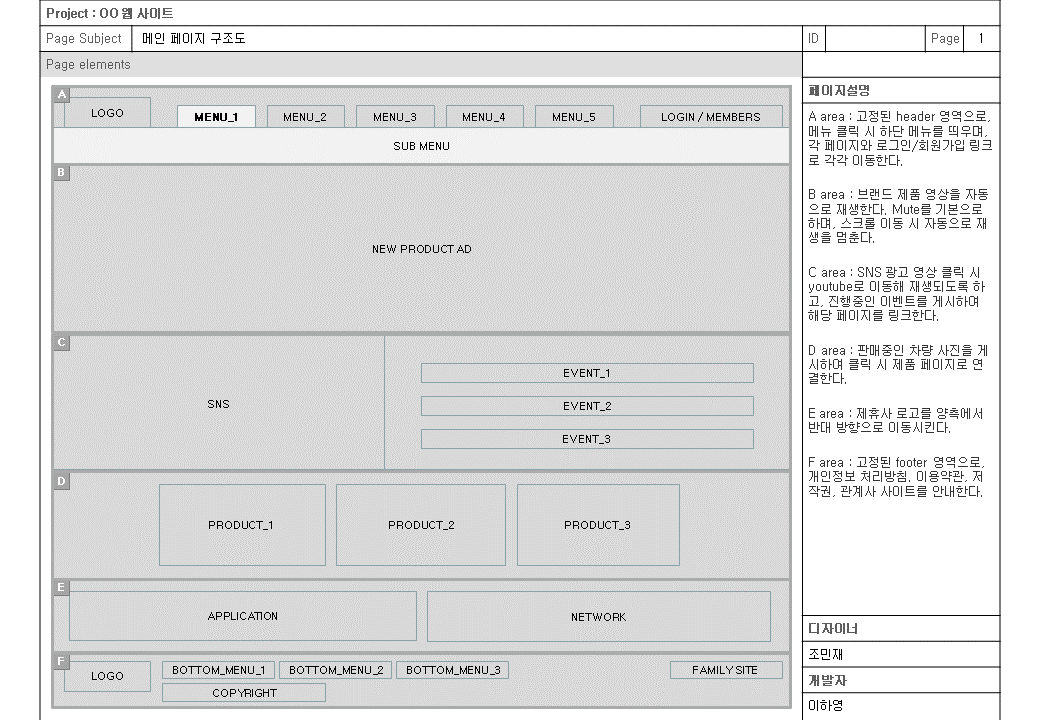 Project : OO 웹 사이트
Page Subject 메인 페이지 구조도 ID Page 1
Page elements
A
LOGO MENU_1 MENU_2 MENU_3 MENU_4 MENU_5 LOGIN / MEMBERS
SUB MENU
B
NEW PRODUCT AD
C
SNS
EVENT_1
EVENT_2
EVENT_3
D
PRODUCT_1 PRODUCT_2 PRODUCT_3
E
APPLICATION NETWORK
F
LOGO BOTTOM_MENU_1 BOTTOM_MENU_2 BOTTOM_MENU_3 FAMILY SITE
COPYRIGHT
페이지설명
A area : 고정된 header 영역으로,
메뉴 클릭 시 하단 메뉴를 띄우며,
각 페이지와 로그인/회원가입 링크
로 각각 이동한다.
B area : 브랜드 제품 영상을 자동
으로 재생한다. Mute를 기본으로
하며, 스크롤 이동 시 자동으로 재
생을 멈춘다.
C area : SNS 광고 영상 클릭 시
youtube로 이동해 재생되도록 하
고, 진행중인 이벤트를 게시하여
해당 페이지를 링크한다.
D area : 판매중인 차량 사진을 게
시하며 클릭 시 제품 페이지로 연
결한다.
E area : 제휴사 로고를 양측에서
반대 방향으로 이동시킨다.
F area : 고정된 footer 영역으로,
개인정보 처리방침, 이용약관, 저
작권, 관계사 사이트를 안내한다.
디자이너
조민재
개발자
이하영